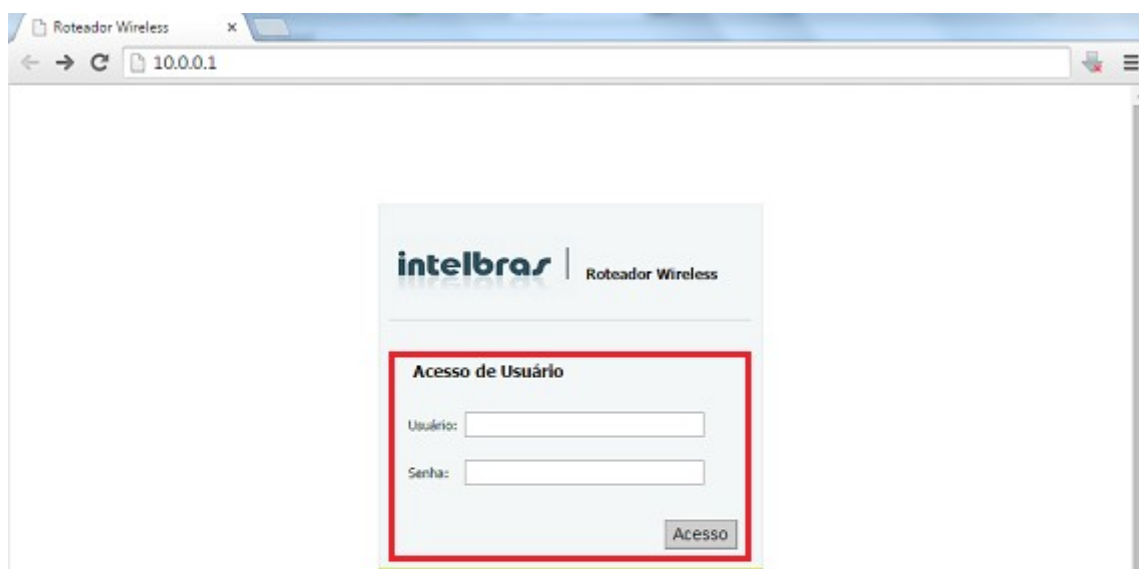 Roteador Wireless
10.0.0.1
intelbras Roteador Wireless
Acesso de Usuário
Usuário:
Senha:
Acesso